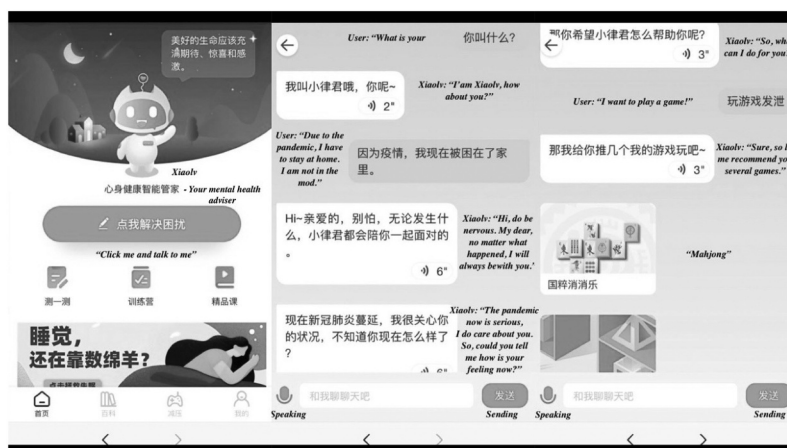 美好的生命应该充
满期待、惊喜和感
激。
Xiaolv
心身健康智能管家
- Your mental health
adviser
点我解决困扰
“Click me and talk to me”
测一测
训练营
精品课
睡觉，
还在靠数绵羊？
首页
百科
减压
我的
User: “What is your
你叫什么？
我叫小律君哦，你呢~
2"
Xiaolv: “I'am Xiaolv, how
about you?”
User: “Due to the
pandemic, I have
to stay at home.
I am not in the
mod.”
因为疫情，我现在被困在了家
里。
Hi~亲爱的，别怕，无论发生什
么，小律君都会陪你一起面对的
。
6"
Xiaolv: “Hi, do be
nervous. My dear,
no matter what
happened, I will
always bewith you.'
现在新冠肺炎蔓延，我很关心你
的状况，不知道你现在怎么样了
?
Xiaolv: “The pandemic
now is serious,
I do care about you.
So, could you tell
me how is your
feeling now?”
和我聊聊天吧
发送
Speaking
Sending
那你希望小律君怎么帮助你呢?
3"
Xiaolv: “So, wh
can I do for you
User: “I want to play a game!”
玩游戏发泄
那我给你推几个我的游戏玩吧~
3"
Xiaolv: “Sure, so l
me recommend yo
several games.”
国粹消消乐
“Mahjong”
和我聊聊天吧
发送
Speaking
Sending